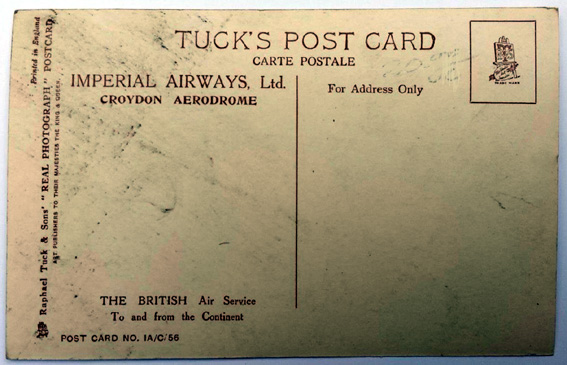 TUCK'S POST CARD
CARTE POSTALE
IMPERIAL AIRWAYS, Ltd.
CROYDON AERODROME
For Address Only
THE BRITISH Air Service
To and from the Continent
POST CARD NO. IA/C/56
Raphael Tuck & Sons' "REAL PHOTOGRAPH" POSTCARD
ART PUBLISHERS TO THEIR MAJESTIES THE KING & QUEEN.
Printed in England
TRADE MARK